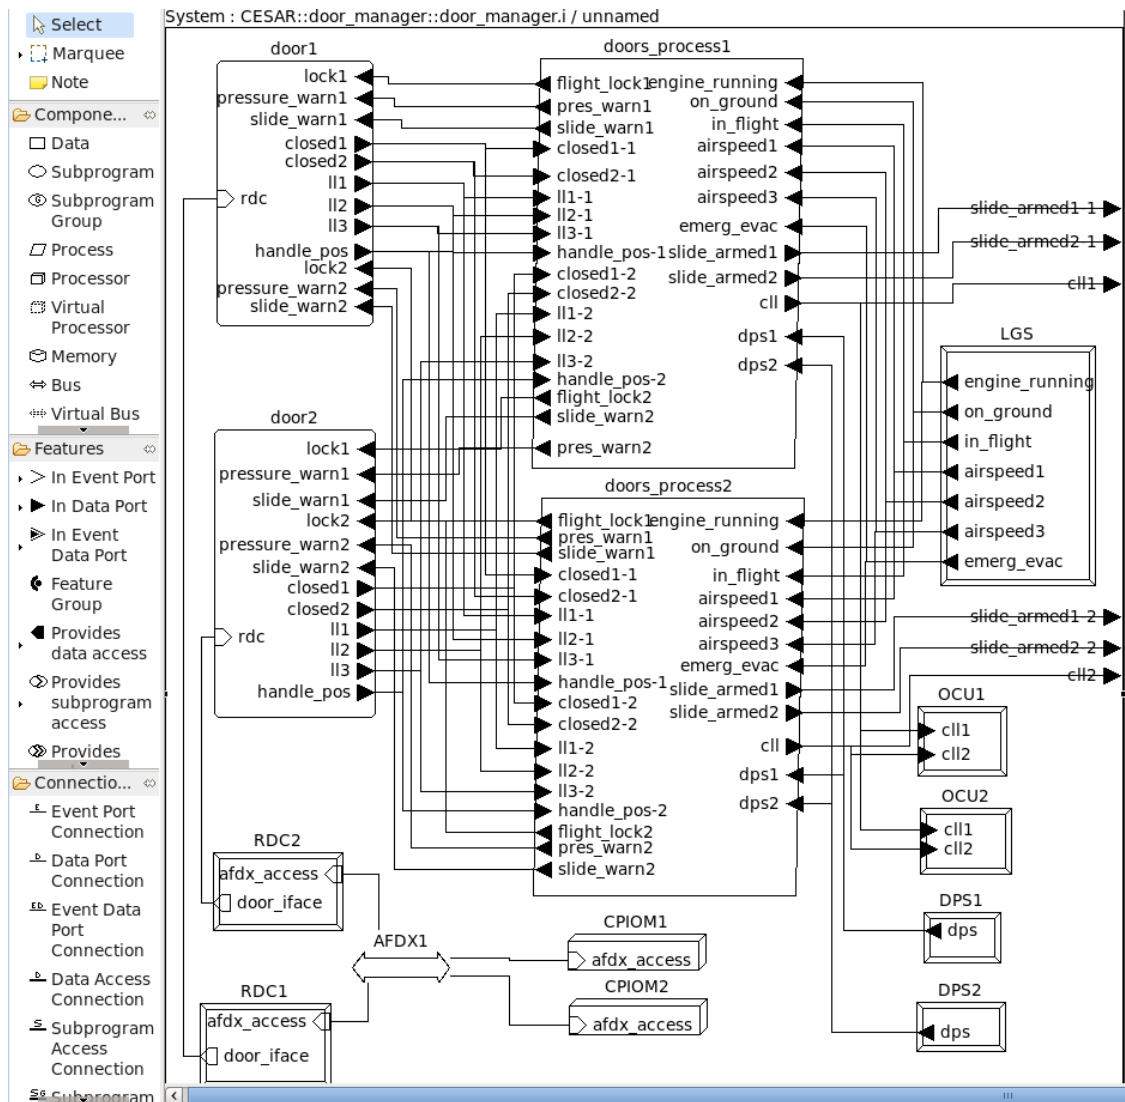 System : CESAR::door_manager::door_manager.i / unnamed
Select
Marquee
Note
Compone...
Data
Subprogram
Subprogram
Group
Process
Processor
Virtual
Processor
Memory
Bus
Virtual Bus
Features
In Event Port
In Data Port
In Event
Data Port
Feature
Group
Provides
data access
Provides
subprogram
access
Provides
Connectio...
Event Port
Connection
Data Port
Connection
Event Data
Port
Connection
Data Access
Connection
Subprogram
Access
Connection
Subprogram
door1
lock1
pressure_warn1
slide_warn1
closed1
closed2
ll1
rdc
ll2
ll3
handle_pos
lock2
pressure_warn2
slide_warn2
door2
lock1
pressure_warn1
slide_warn1
lock2
pressure_warn2
slide_warn2
closed1
closed2
ll1
rdc
ll2
ll3
handle_pos
doors_process1
flight_lock1
pres_warn1
slide_warn1
closed1-1
closed2-1
ll1-1
ll2-1
ll3-1
handle_pos-1
closed1-2
closed2-2
ll1-2
ll2-2
ll3-2
handle_pos-2
flight_lock2
slide_warn2
pres_warn2
engine_running
on_ground
in_flight
airspeed1
airspeed2
airspeed3
emerg_evac
slide_armed1
slide_armed2
cll
dps1
dps2
doors_process2
flight_lock1
pres_warn1
slide_warn1
closed1-1
closed2-1
ll1-1
ll2-1
ll3-1
handle_pos-1
closed1-2
closed2-2
ll1-2
ll2-2
ll3-2
handle_pos-2
flight_lock2
pres_warn2
slide_warn2
engine_running
on_ground
in_flight
airspeed1
airspeed2
airspeed3
emerg_evac
slide_armed1
slide_armed2
cll
dps1
dps2
slide_armed1-1
slide_armed2-1
cll1
LGS
engine_running
on_ground
in_flight
airspeed1
airspeed2
airspeed3
emerg_evac
slide_armed1-2
slide_armed2-2
cll2
OCU1
cll1
cll2
OCU2
cll1
cll2
DPS1
dps
DPS2
dps
RDC2
afdx_access
door_iface
AFDX1
RDC1
afdx_access
door_iface
CPIOM1
afdx_access
CPIOM2
afdx_access